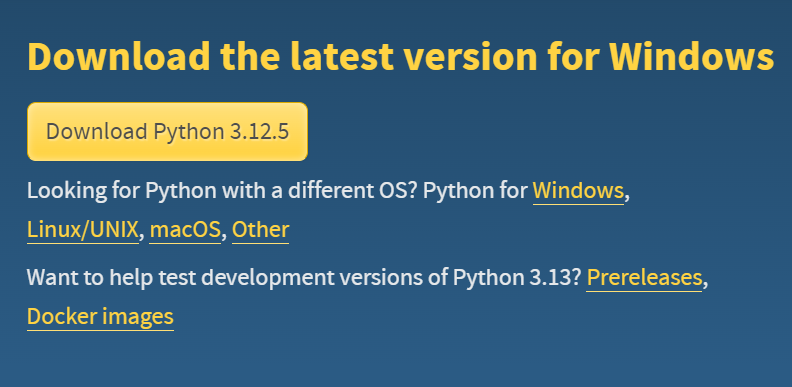 Download the latest version for Windows
Download Python 3.12.5
Looking for Python with a different OS? Python for Windows,
Linux/UNIX, macOS, Other
Want to help test development versions of Python 3.13? Prereleases,
Docker images